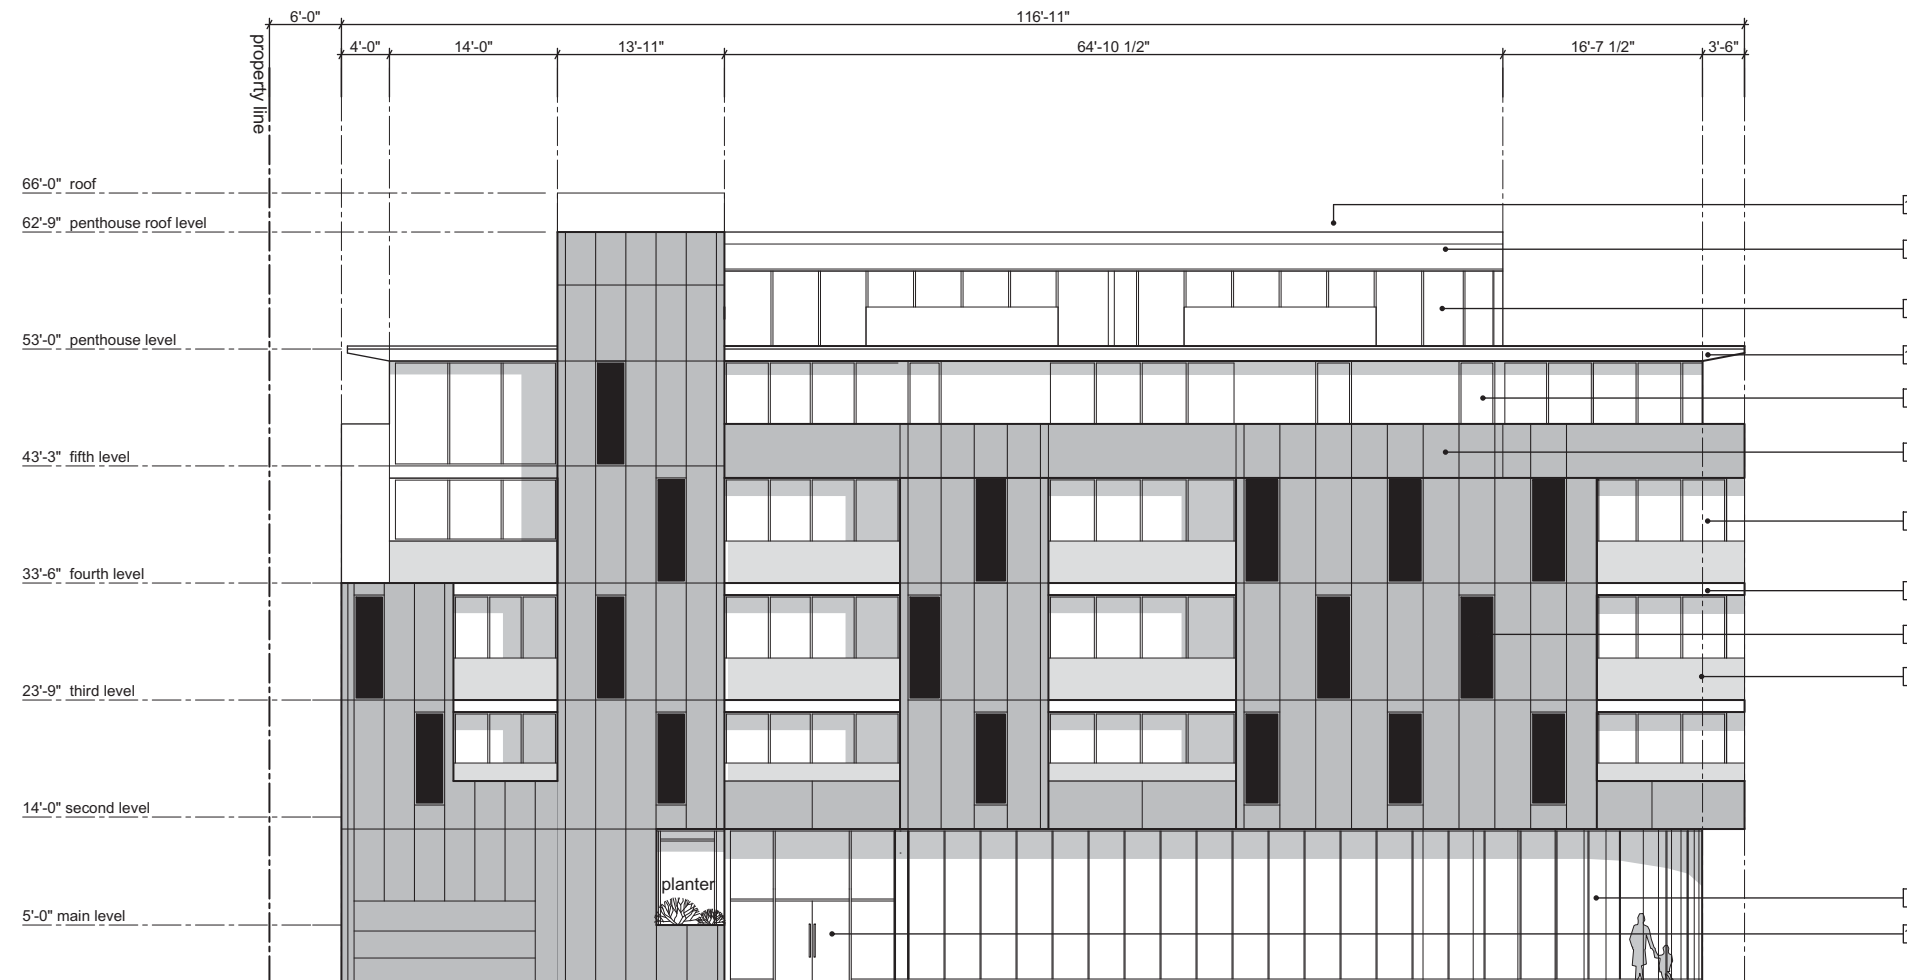 6'-0"
116'-11"
4'-0"
14'-0"
13'-11"
64'-10 1/2"
16'-7 1/2"
3'-6"
property line
66'-0" roof
62'-9" penthouse roof level
53'-0" penthouse level
43'-3" fifth level
33'-6" fourth level
23'-9" third level
14'-0" second level
planter
5'-0" main level